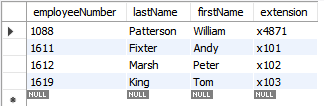 employeeNumber lastName firstName extension
1088 Patterson William x4871
1611 Fixter Andy x101
1612 Marsh Peter x102
1619 King Tom x103
NULL NULL NULL NULL